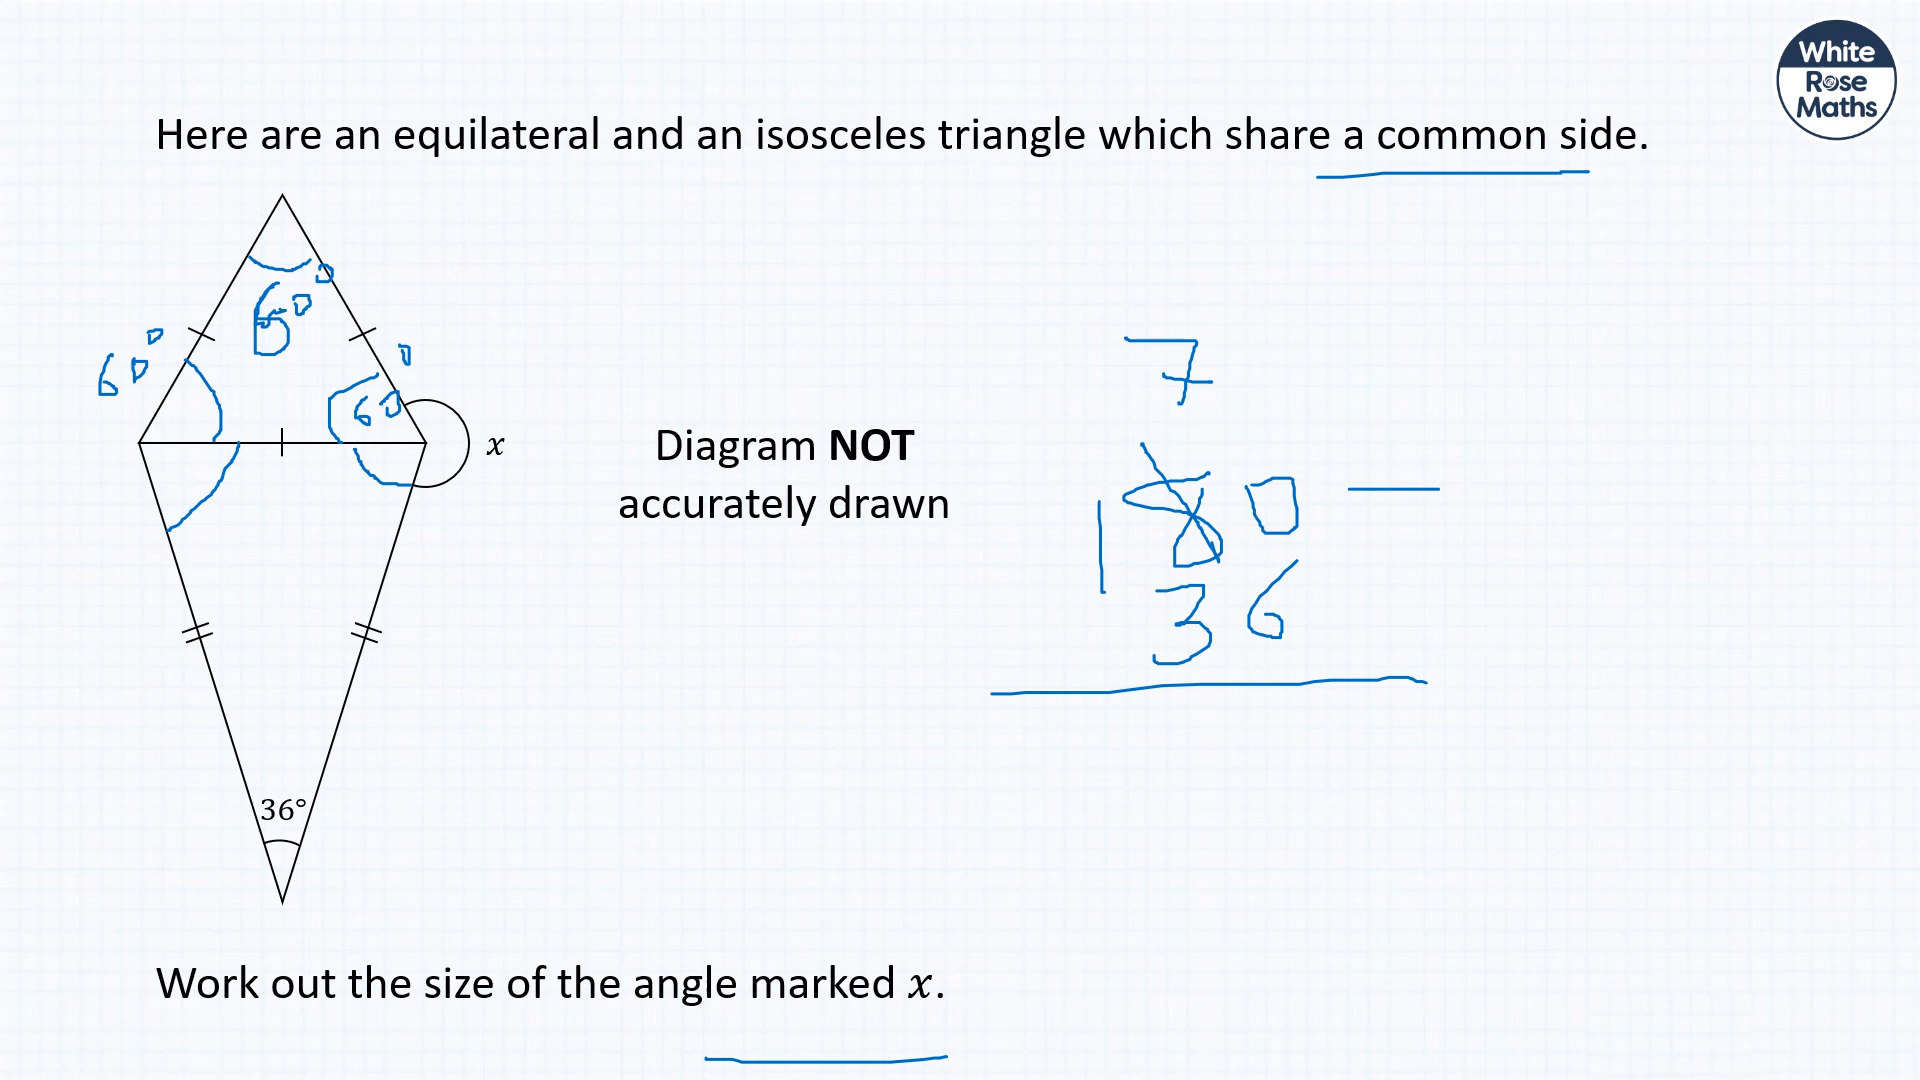 White
Rose
Maths
Here are an equilateral and an isosceles triangle which share a common side.
60°
60°
60°
x
7
Diagram NOT
accurately drawn
180 −
36
36°
Work out the size of the angle marked x.